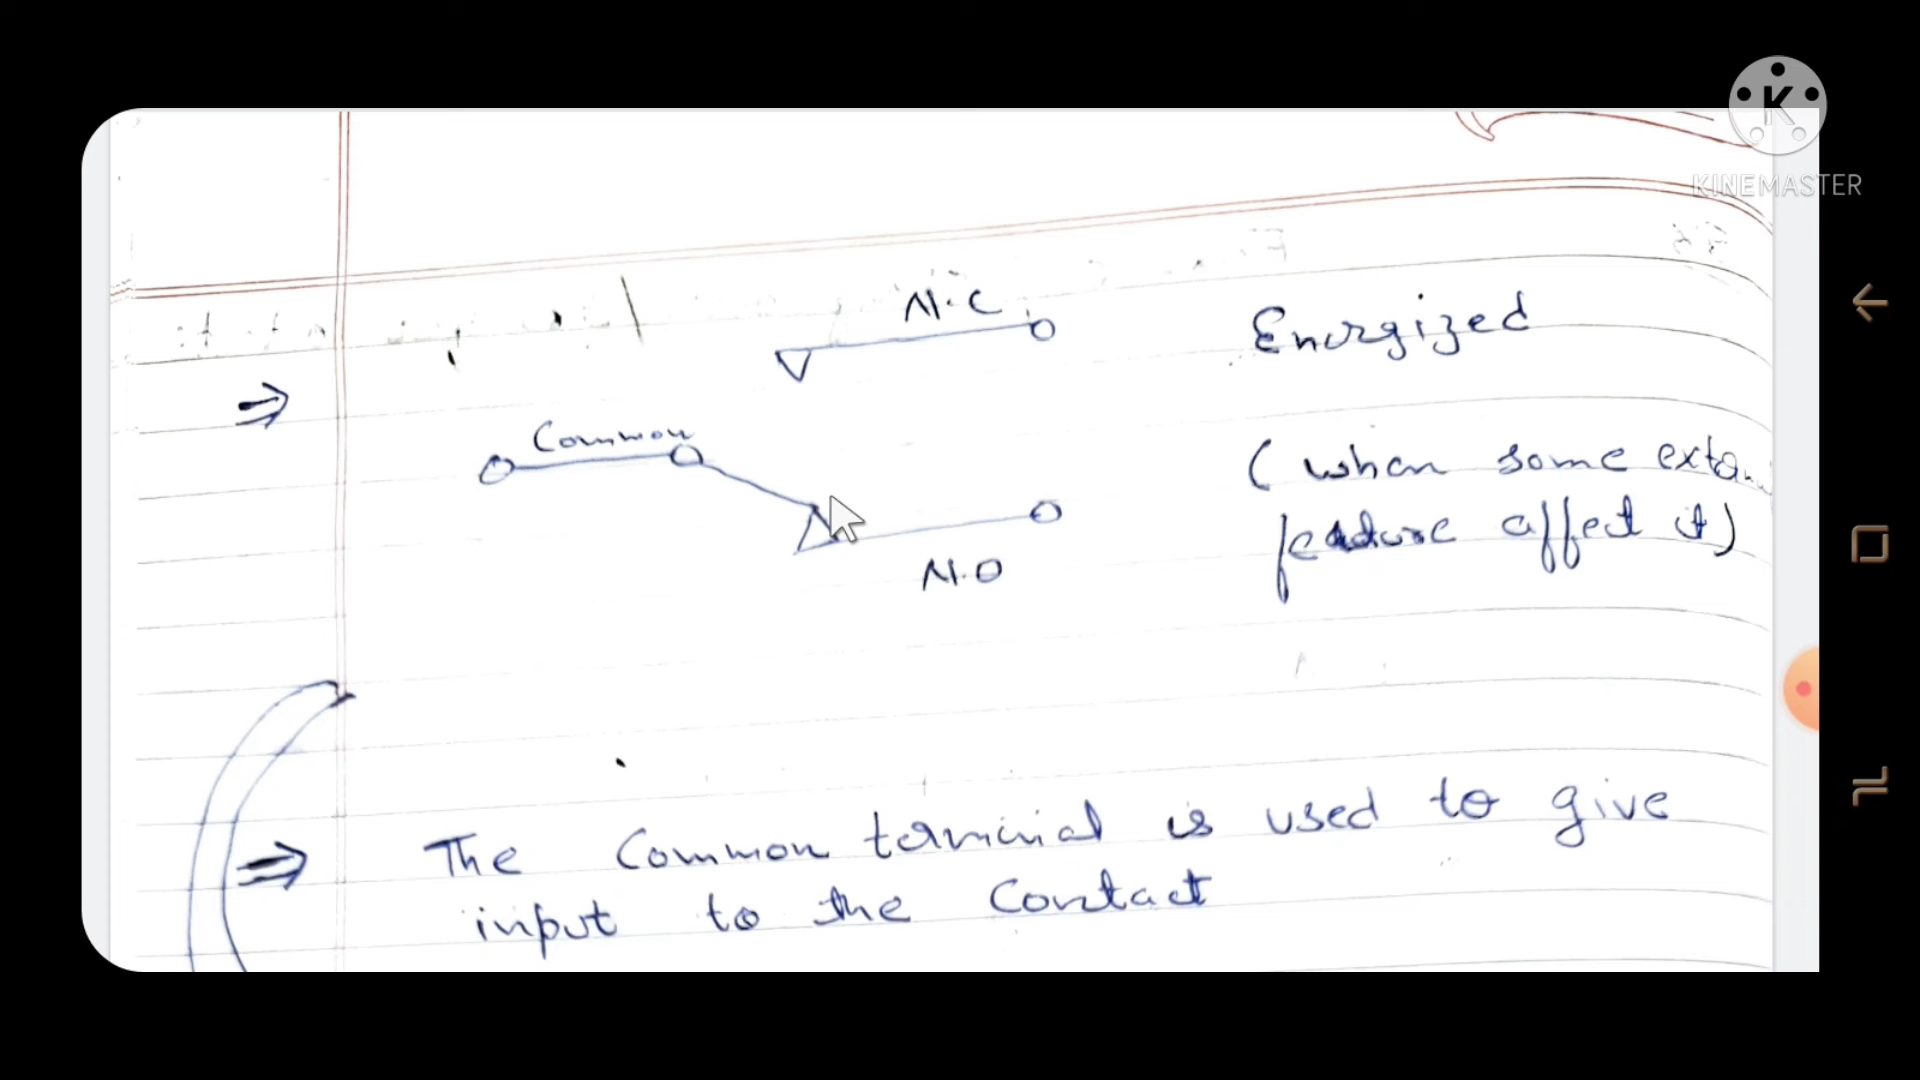 KINEMASTER
N.C
Energized
Common
(when some exta
feature affect it)
N.O
The Common terminal is used to give
input to the Contact